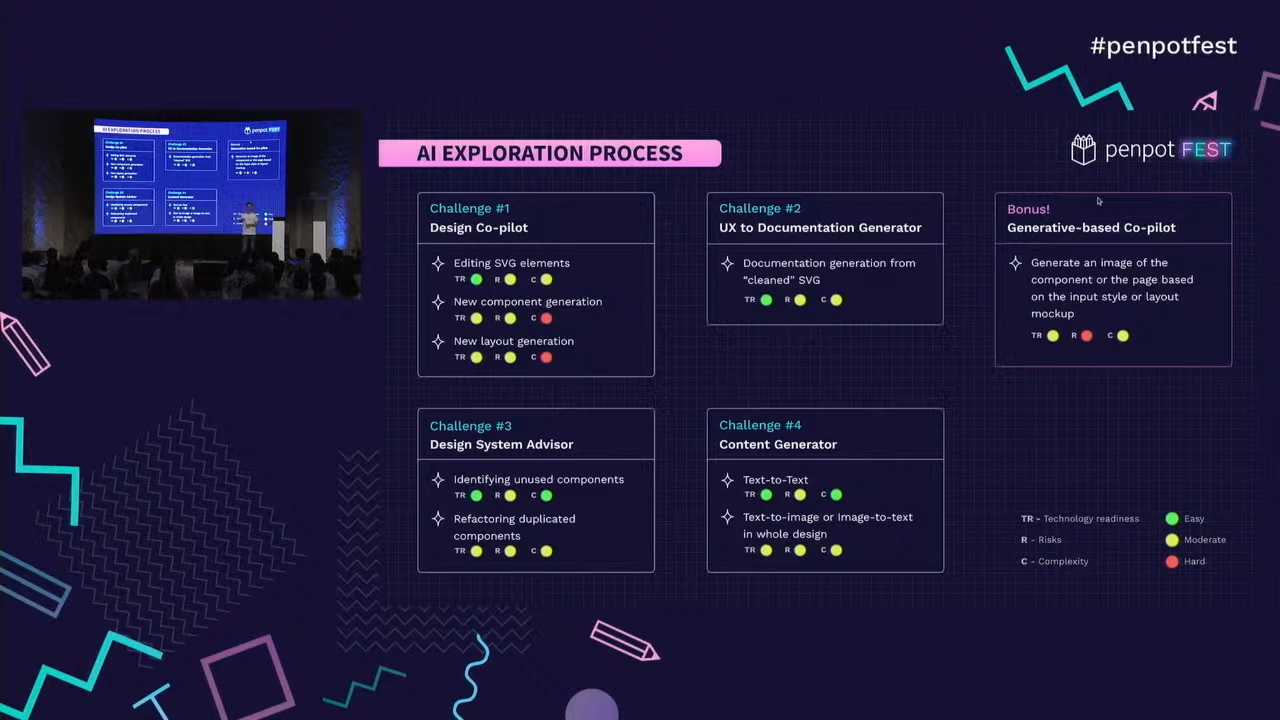 #penpotfest
penpot FEST
AI EXPLORATION PROCESS
Challenge #1
Design Co-pilot
Editing SVG elements
TR R C
New component generation
TR R C
New layout generation
TR R C
Challenge #2
UX to Documentation Generator
Documentation generation from
“cleaned” SVG
TR R C
Bonus!
Generative-based Co-pilot
Generate an image of the
component or the page based
on the input style or layout
mockup
TR R C
Challenge #3
Design System Advisor
Identifying unused components
TR R C
Refactoring duplicated
components
TR R C
Challenge #4
Content Generator
Text-to-Text
TR R C
Text-to-image or Image-to-text
in whole design
TR R C
TR - Technology readiness
R - Risks
C - Complexity
Easy
Moderate
Hard
AI EXPLORATION PROCESS
penpot FEST